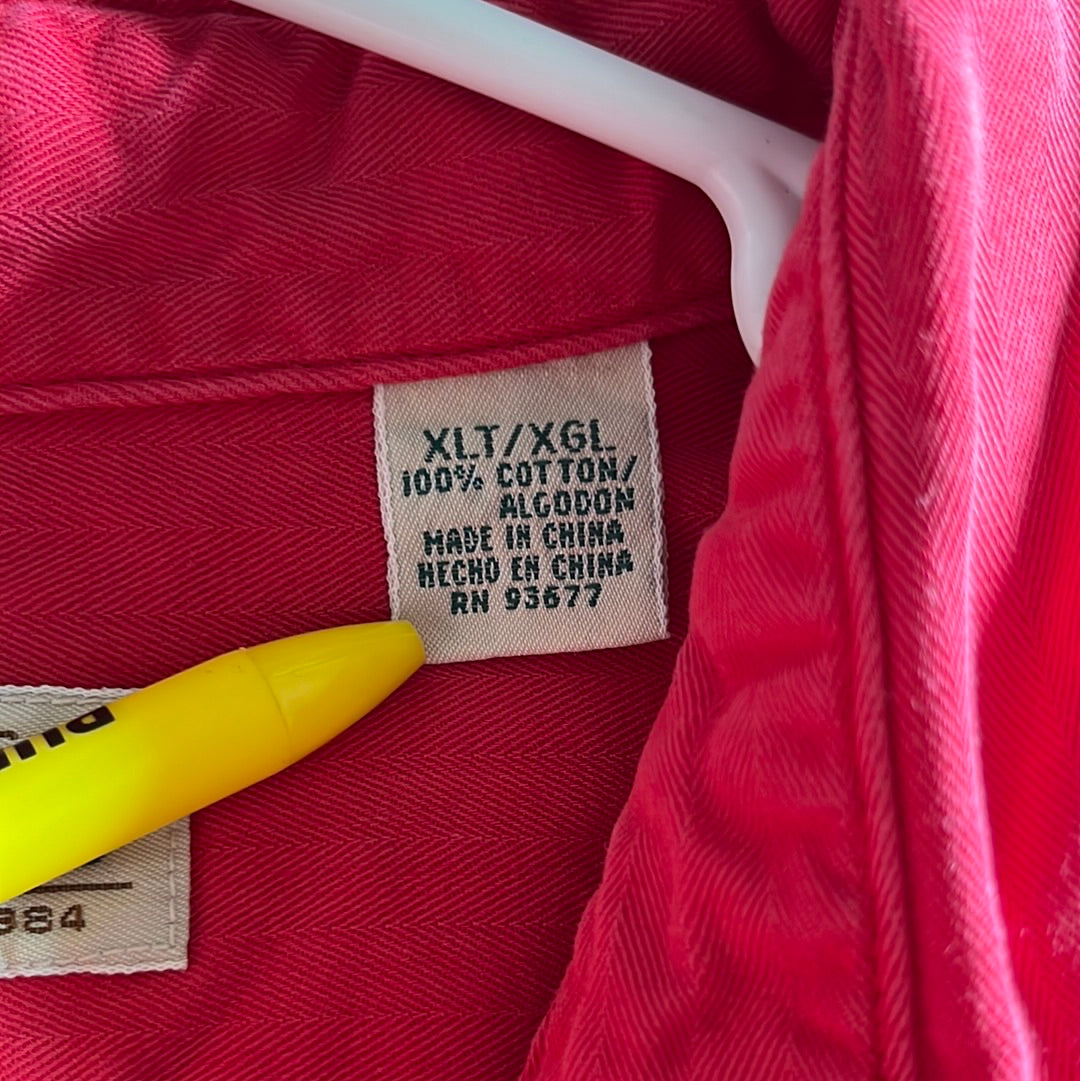 XLT/XGL
100% COTTON/
ALGODON
MADE IN CHINA
HECHO EN CHINA
RN 93677
984